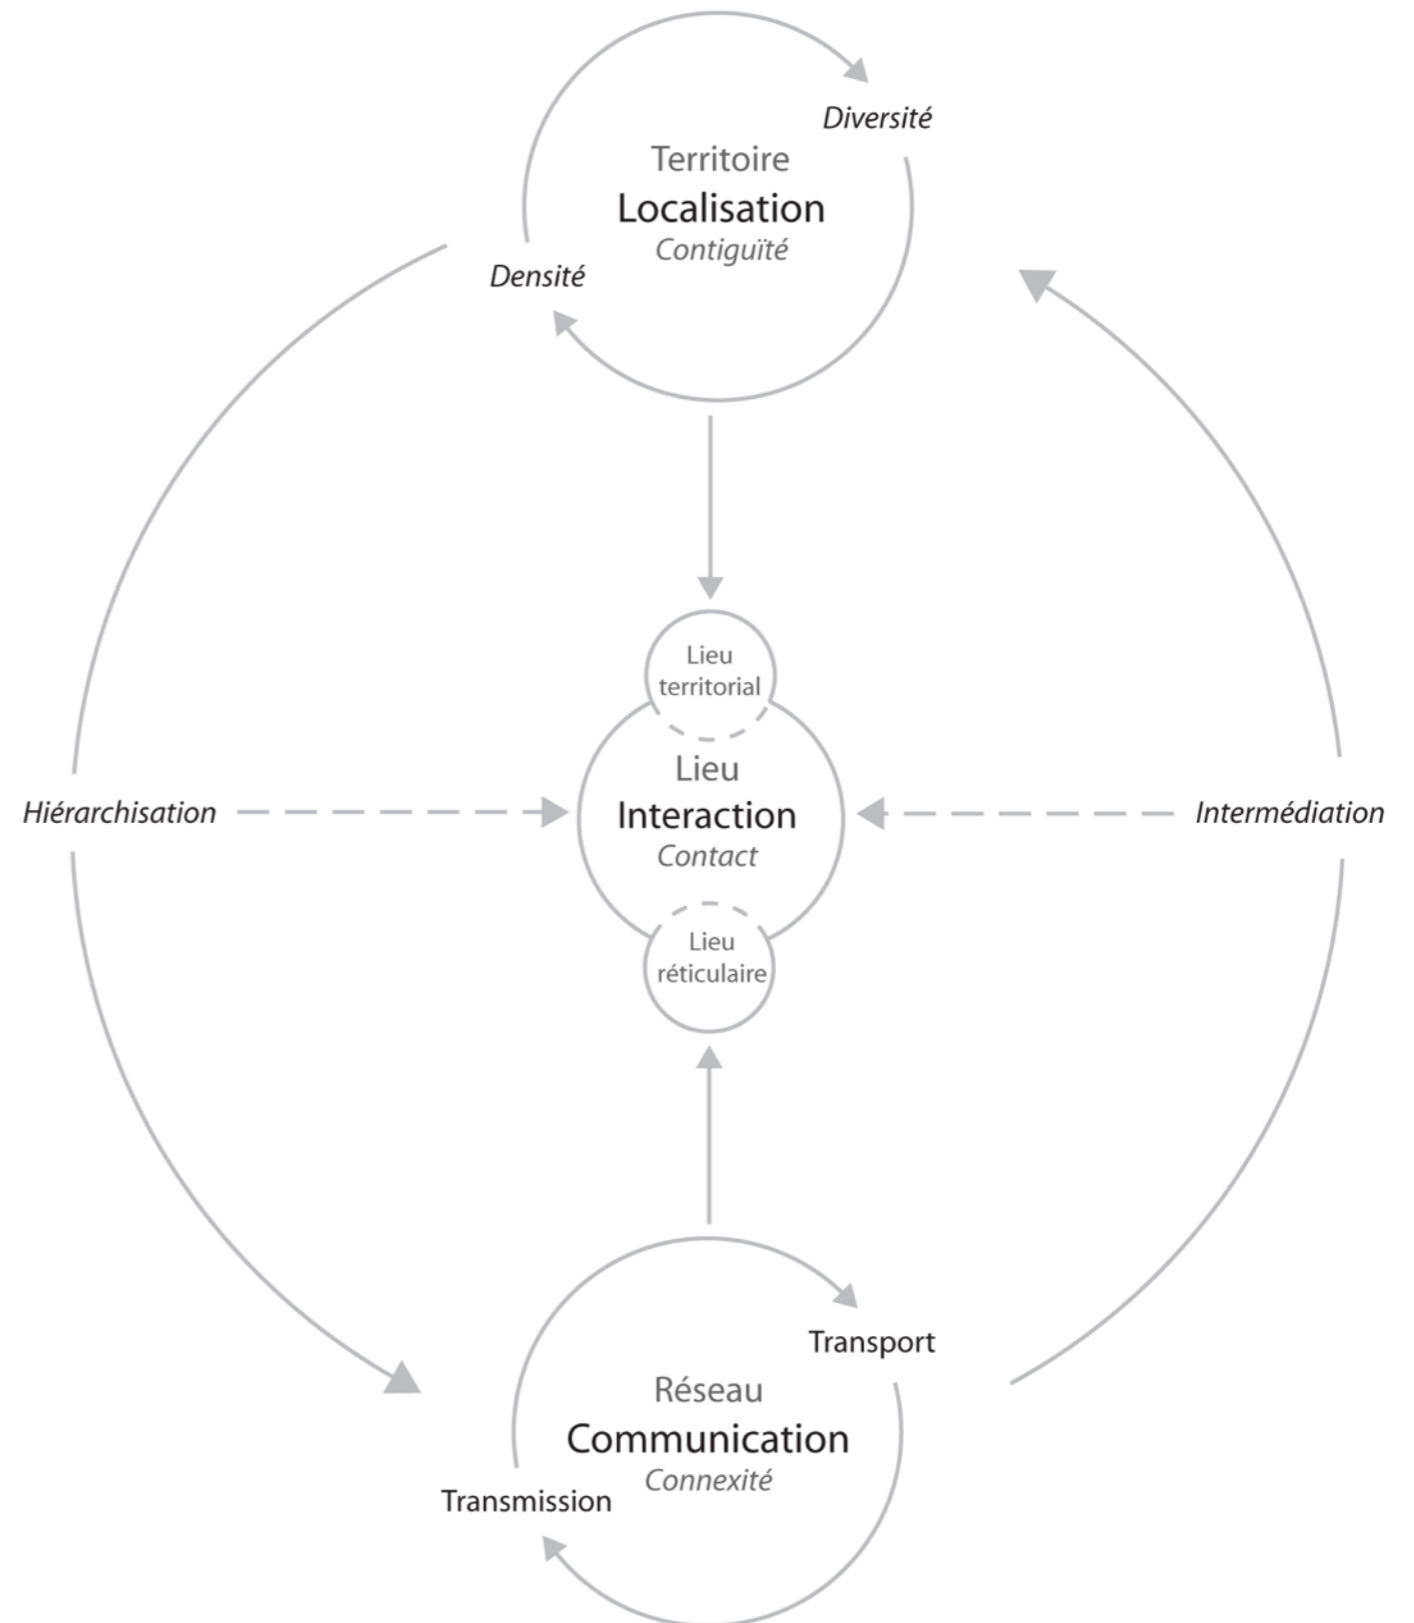 Diversité
Territoire
Localisation
Contiguïté
Densité
Lieu
territorial
Lieu
Interaction
Contact
Hiérarchisation
Intermédiation
Lieu
réticulaire
Transport
Réseau
Communication
Connexité
Transmission